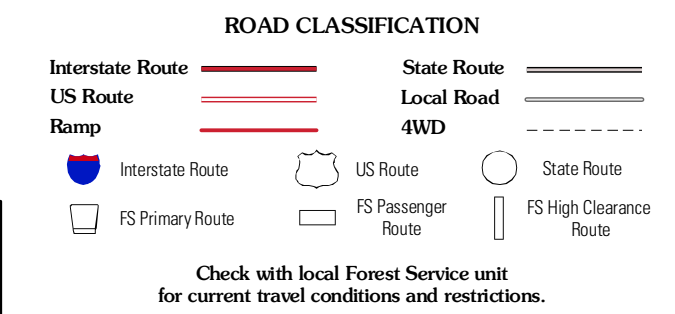 ROAD CLASSIFICATION
Interstate Route
State Route
US Route
Local Road
Ramp
4WD
Interstate Route
US Route
State Route
FS Primary Route
FS Passenger
Route
FS High Clearance
Route
Check with local Forest Service unit
for current travel conditions and restrictions.